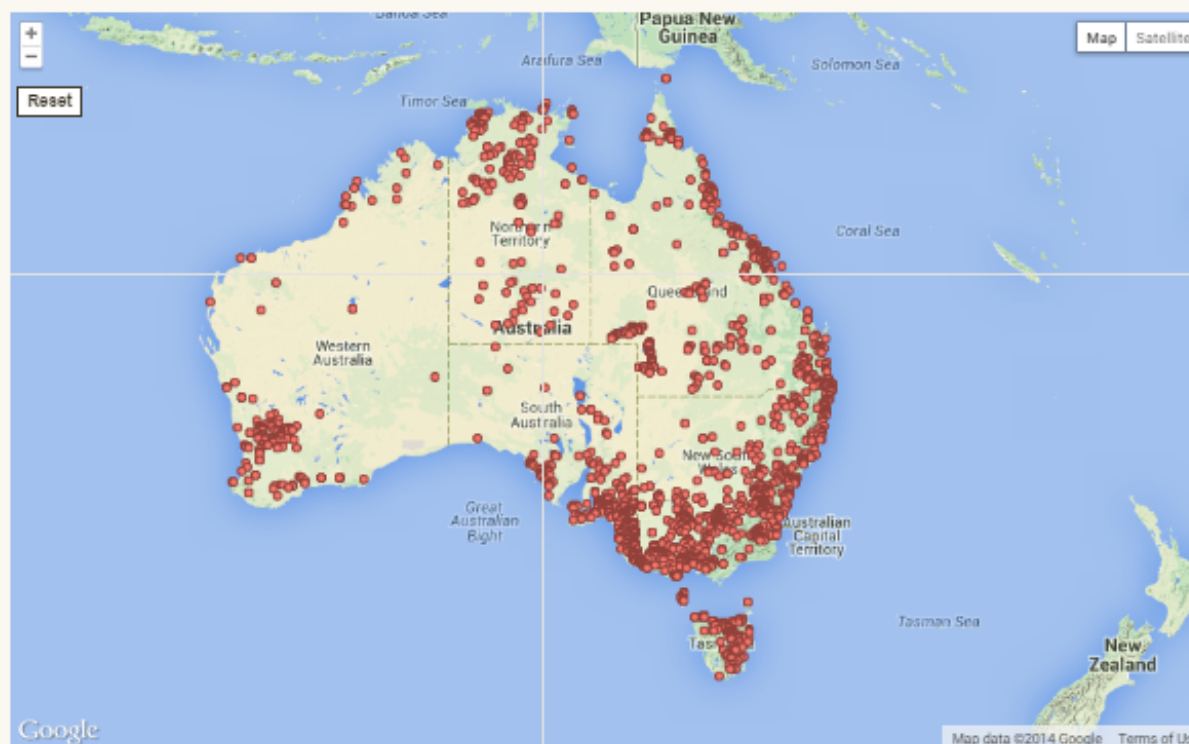 Banda Sea
Papua New
Guinea
+
−
Map
Satellite
Arafura Sea
Solomon Sea
Reset
Timor Sea
Northern
Territory
Coral Sea
Queensland
Australia
Western
Australia
South
Australia
New South
Wales
Great
Australian
Bight
Australian
Capital
Territory
Tasman Sea
New
Zealand
Google
Map data ©2014 Google
Terms of Us